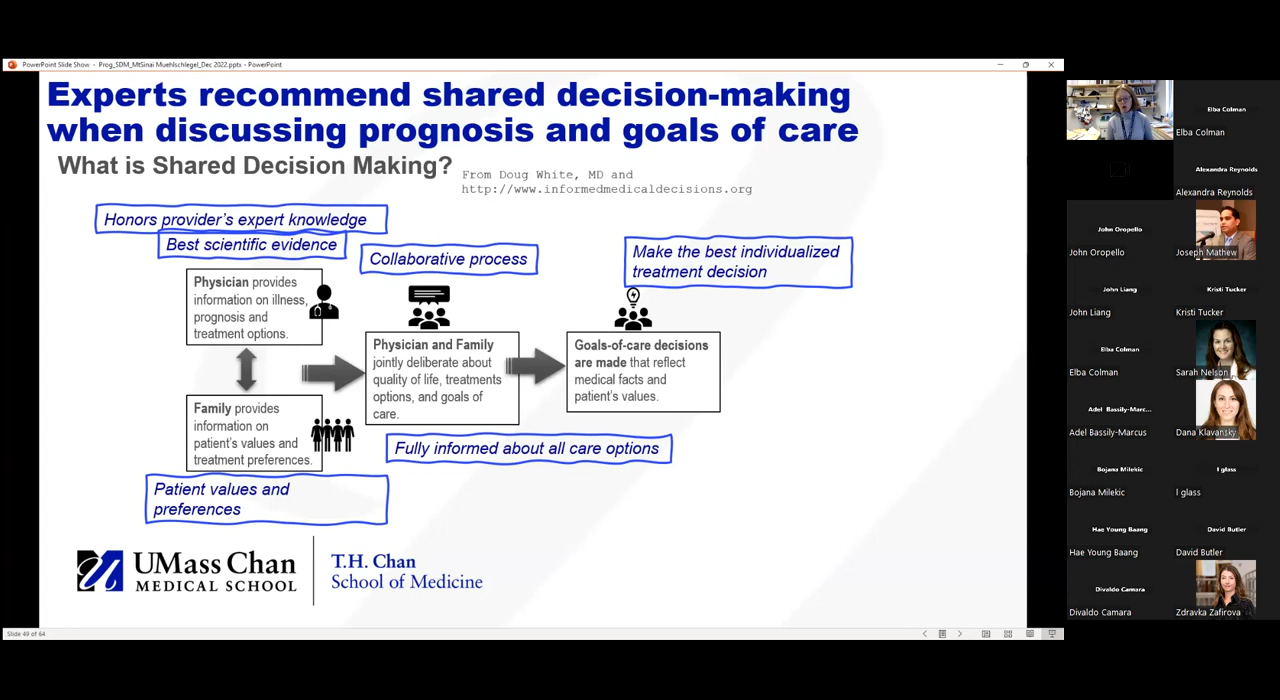 PowerPoint Slide Show - Prog_SDM_MtSinai Muehlschlegel_Dec 2022.pptx - PowerPoint
Experts recommend shared decision-making
when discussing prognosis and goals of care
What is Shared Decision Making?
From Doug White, MD and
http://www.informedmedicaldecisions.org
Honors provider's expert knowledge
Best scientific evidence
Collaborative process
Make the best individualized
treatment decision
Physician provides
information on illness,
prognosis and
treatment options.
Physician and Family
jointly deliberate about
quality of life, treatments
options, and goals of
care.
Goals-of-care decisions
are made that reflect
medical facts and
patient's values.
Family provides
information on
patient's values and
treatment preferences.
Fully informed about all care options
Patient values and
preferences
UMass Chan
MEDICAL SCHOOL
T.H. Chan
School of Medicine
Slide 49 of 64
Elba Colman
Elba Colman
Alexandra Reynolds
Alexandra Reynolds
John Oropello
John Oropello
Joseph Mathew
John Liang
John Liang
Kristi Tucker
Kristi Tucker
Elba Colman
Elba Colman
Sarah Nelson
Adel Bassily-Marc...
Adel Bassily-Marcus
Dana Klavansky
Bojana Milekic
Bojana Milekic
l glass
l glass
Hae Young Baang
Hae Young Baang
David Butler
David Butler
Divaldo Camara
Divaldo Camara
Zdravka Zafirova